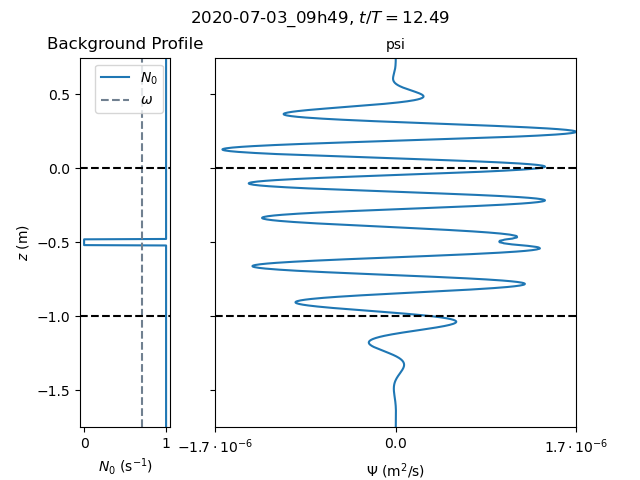 2020-07-03_09h49, t/T = 12.49
Background Profile
psi
N₀
ω
0.5
0.0
−0.5
−1.0
−1.5
z (m)
0
1
N₀ (s⁻¹)
−1.7 · 10⁻⁶
0.0
1.7 · 10⁻⁶
Ψ (m²/s)